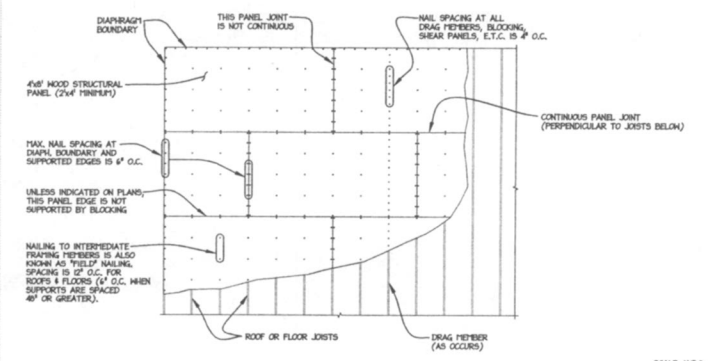 DIAPHRAGM
BOUNDARY
THIS PANEL JOINT
IS NOT CONTINUOUS
NAIL SPACING AT ALL
DRAG MEMBERS, BLOCKING,
SHEAR PANELS, E.T.C. IS 4" O.C.
4'x8' WOOD STRUCTURAL
PANEL (2'x4' MINIMUM)
CONTINUOUS PANEL JOINT
(PERPENDICULAR TO JOISTS BELOW)
MAX. NAIL SPACING AT
DIAPH. BOUNDARY AND
SUPPORTED EDGES IS 6" O.C.
UNLESS INDICATED ON PLANS,
THIS PANEL EDGE IS NOT
SUPPORTED BY BLOCKING
NAILING TO INTERMEDIATE
FRAMING MEMBERS IS ALSO
KNOWN AS "FIELD" NAILING.
SPACING IS 12" O.C. FOR
ROOFS & FLOORS (6" O.C. WHEN
SUPPORTS ARE SPACED
48" OR GREATER).
ROOF OR FLOOR JOISTS
DRAG MEMBER
(AS OCCURS)